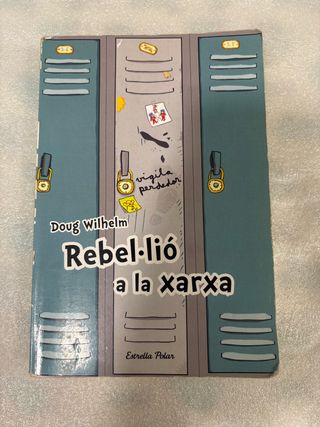 vigila
perdedor
Doug Wilhelm
Rebel·lió
a la xarxa
Estrella Polar